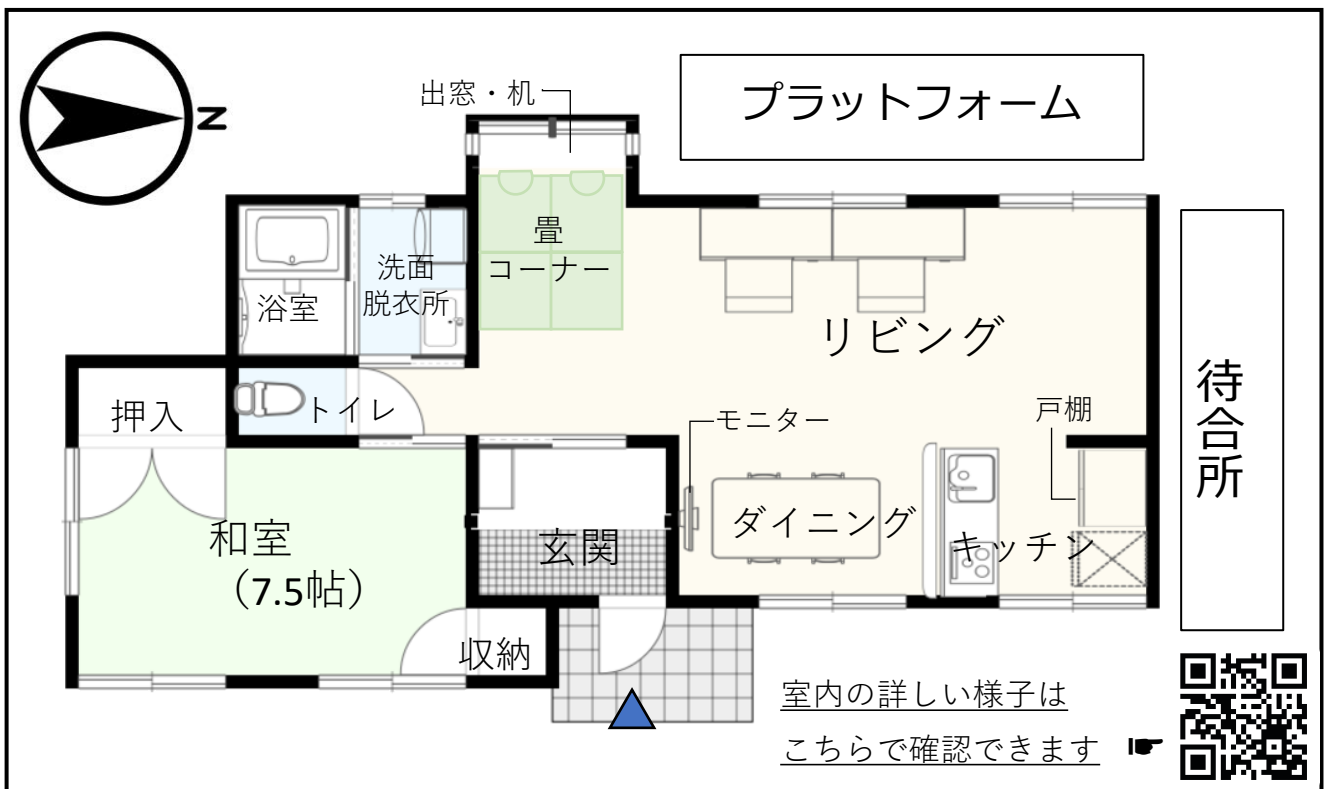 N
出窓・机
プラットフォーム
畳
コーナー
洗面
脱衣所
浴室
リビング
待合所
押入
トイレ
モニター
戸棚
和室
（7.5帖）
玄関
ダイニング
キッチン
収納
室内の詳しい様子は
こちらで確認できます ☛